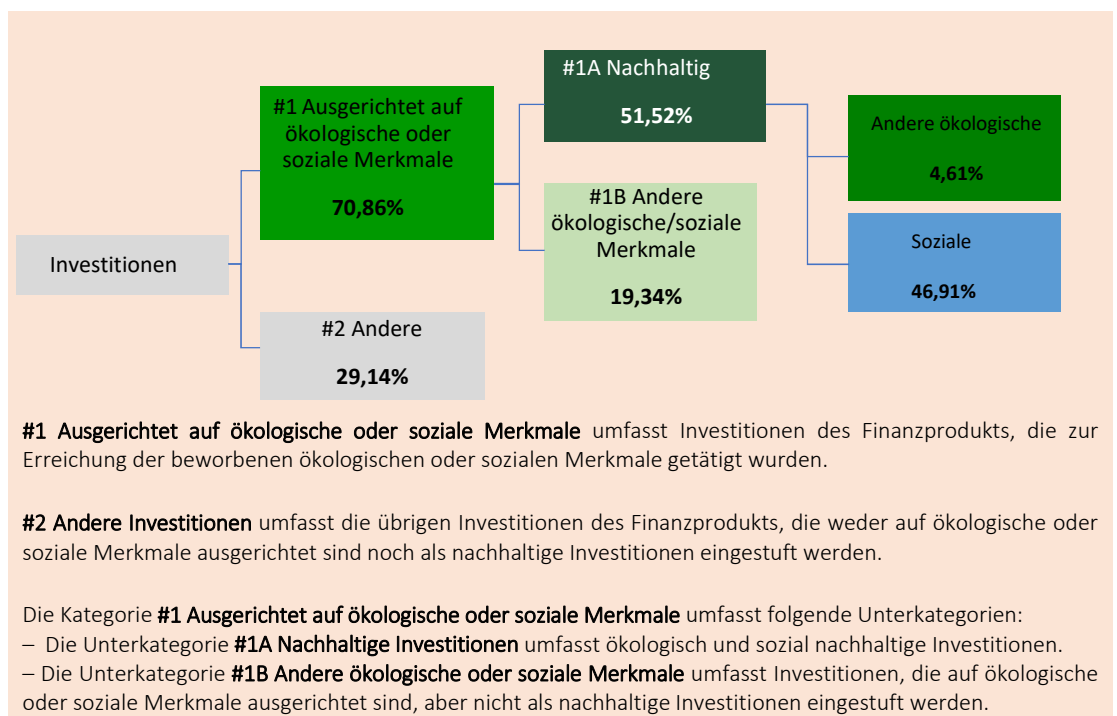 #1A Nachhaltig
51,52%
#1 Ausgerichtet auf
ökologische oder
soziale Merkmale
70,86%
Andere ökologische
4,61%
#1B Andere
ökologische/soziale
Merkmale
19,34%
Soziale
46,91%
Investitionen
#2 Andere
29,14%
#1 Ausgerichtet auf ökologische oder soziale Merkmale umfasst Investitionen des Finanzprodukts, die zur
Erreichung der beworbenen ökologischen oder sozialen Merkmale getätigt wurden.
#2 Andere Investitionen umfasst die übrigen Investitionen des Finanzprodukts, die weder auf ökologische oder
soziale Merkmale ausgerichtet sind noch als nachhaltige Investitionen eingestuft werden.
Die Kategorie #1 Ausgerichtet auf ökologische oder soziale Merkmale umfasst folgende Unterkategorien:
– Die Unterkategorie #1A Nachhaltige Investitionen umfasst ökologisch und sozial nachhaltige Investitionen.
– Die Unterkategorie #1B Andere ökologische oder soziale Merkmale umfasst Investitionen, die auf ökologische
oder soziale Merkmale ausgerichtet sind, aber nicht als nachhaltige Investitionen eingestuft werden.